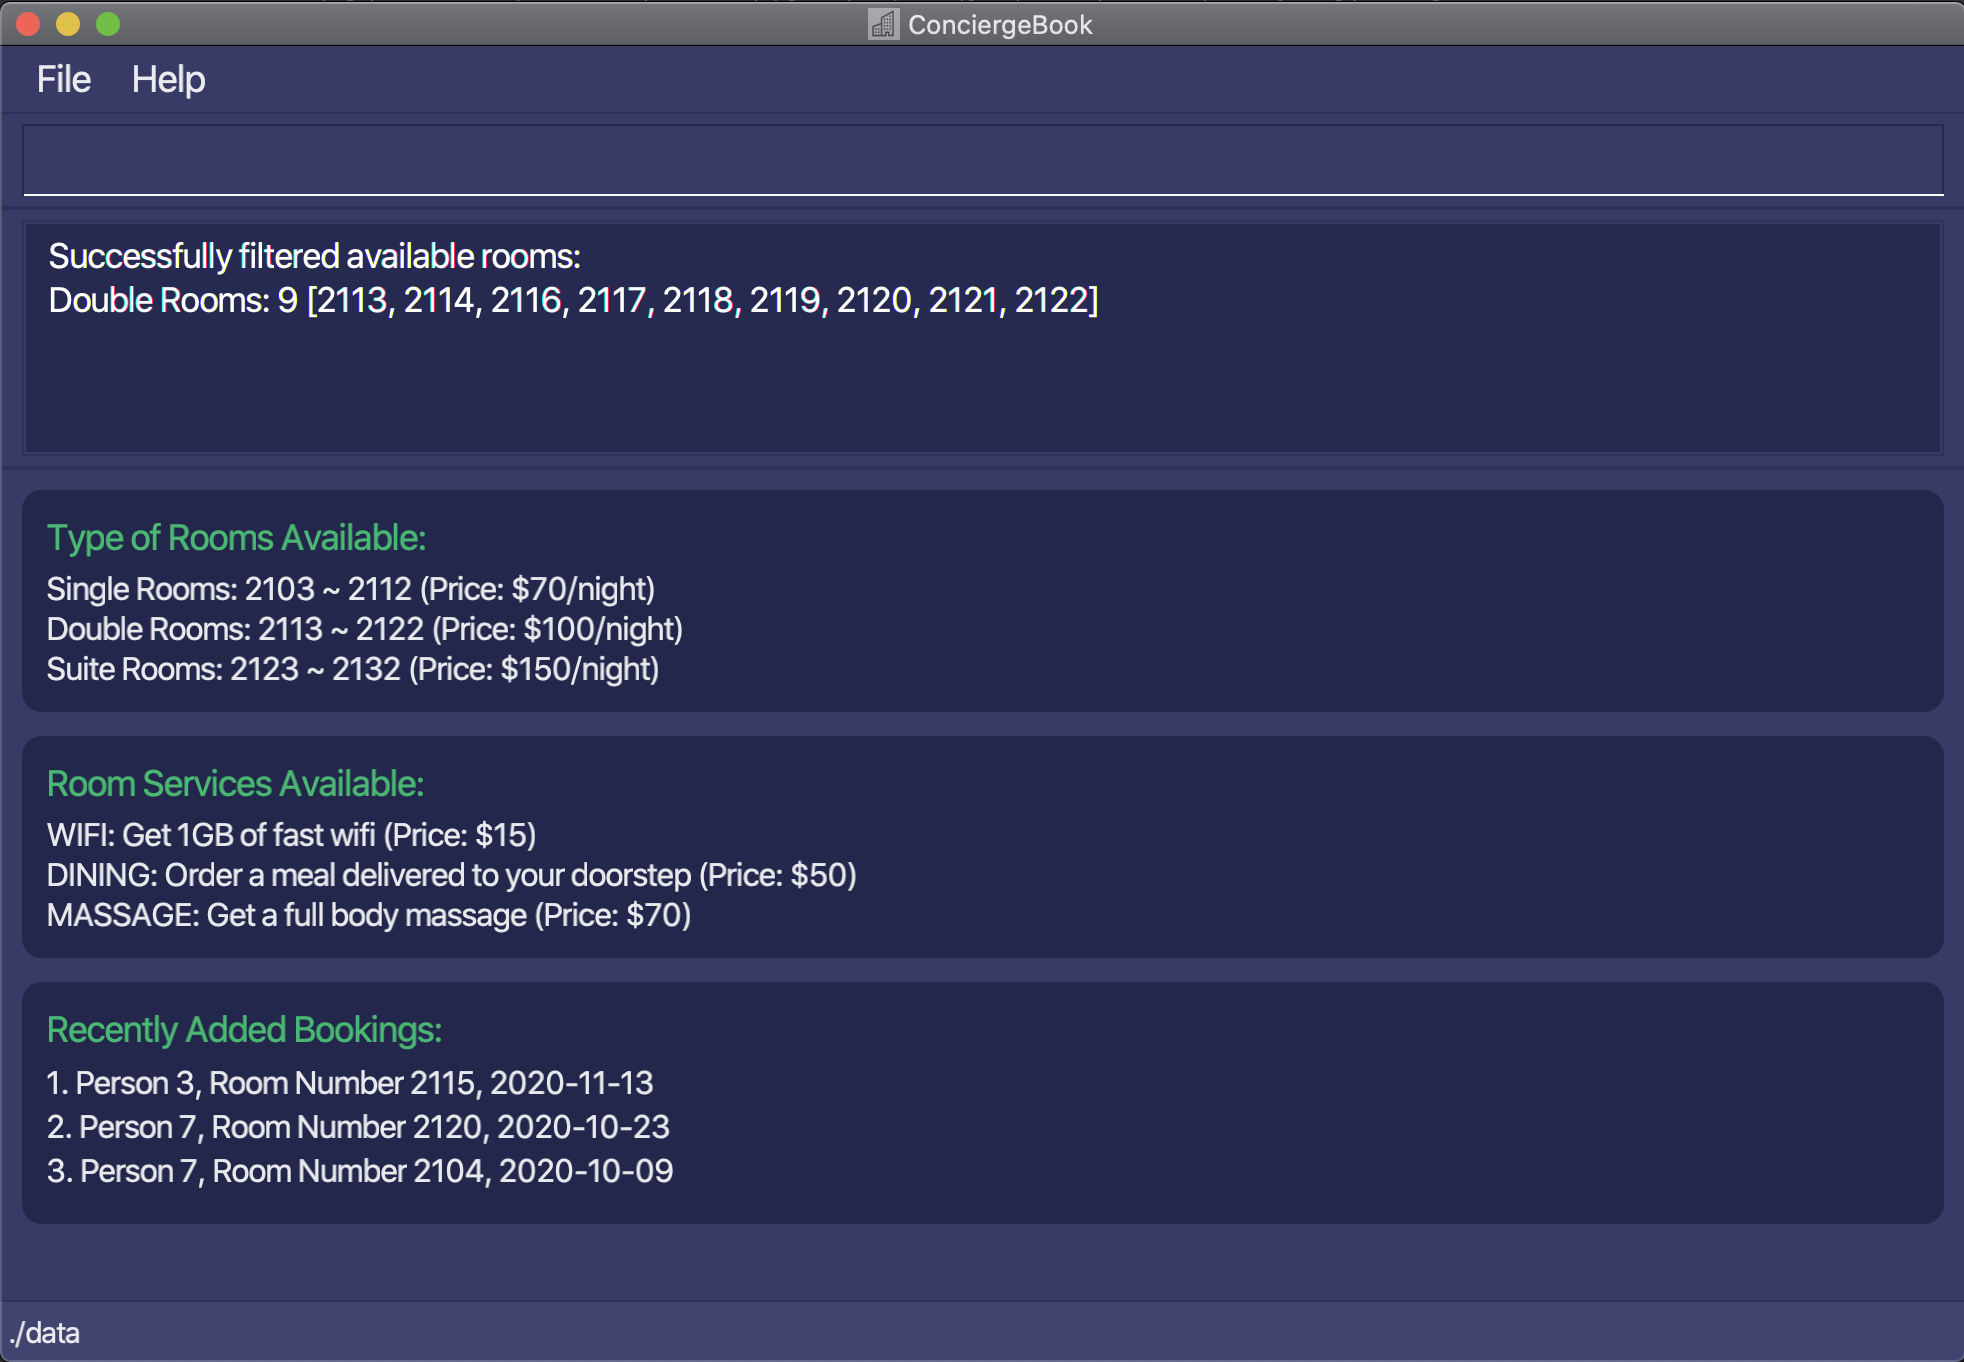 ConciergeBook
File Help
Successfully filtered available rooms:
Double Rooms: 9 [2113, 2114, 2116, 2117, 2118, 2119, 2120, 2121, 2122]
Type of Rooms Available:
Single Rooms: 2103 ~ 2112 (Price: $70/night)
Double Rooms: 2113 ~ 2122 (Price: $100/night)
Suite Rooms: 2123 ~ 2132 (Price: $150/night)
Room Services Available:
WIFI: Get 1GB of fast wifi (Price: $15)
DINING: Order a meal delivered to your doorstep (Price: $50)
MASSAGE: Get a full body massage (Price: $70)
Recently Added Bookings:
1. Person 3, Room Number 2115, 2020-11-13
2. Person 7, Room Number 2120, 2020-10-23
3. Person 7, Room Number 2104, 2020-10-09
./data